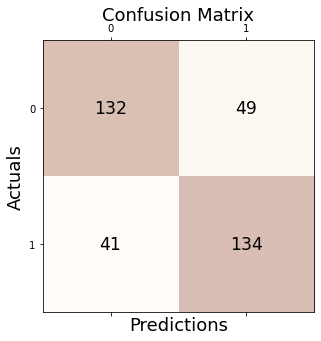 Confusion Matrix
0 1
0 132 49
Actuals
1 41 134
Predictions